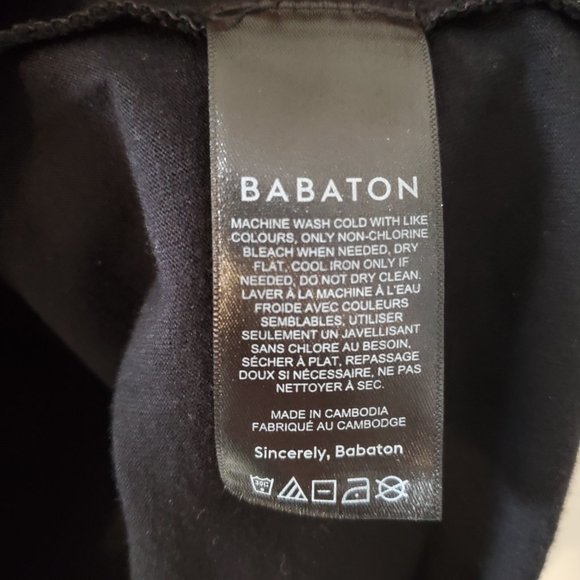 BABATON
MACHINE WASH COLD WITH LIKE
COLOURS, ONLY NON-CHLORINE
BLEACH WHEN NEEDED, DRY
FLAT, COOL IRON ONLY IF
NEEDED, DO NOT DRY CLEAN.
LAVER À LA MACHINE À L'EAU
FROIDE AVEC COULEURS
SEMBLABLES, UTILISER
SEULEMENT UN JAVELLISANT
SANS CHLORE AU BESOIN,
SÉCHER À PLAT, REPASSAGE
DOUX SI NÉCESSAIRE, NE PAS
NETTOYER À SEC.
MADE IN CAMBODIA
FABRIQUÉ AU CAMBODGE
Sincerely, Babaton